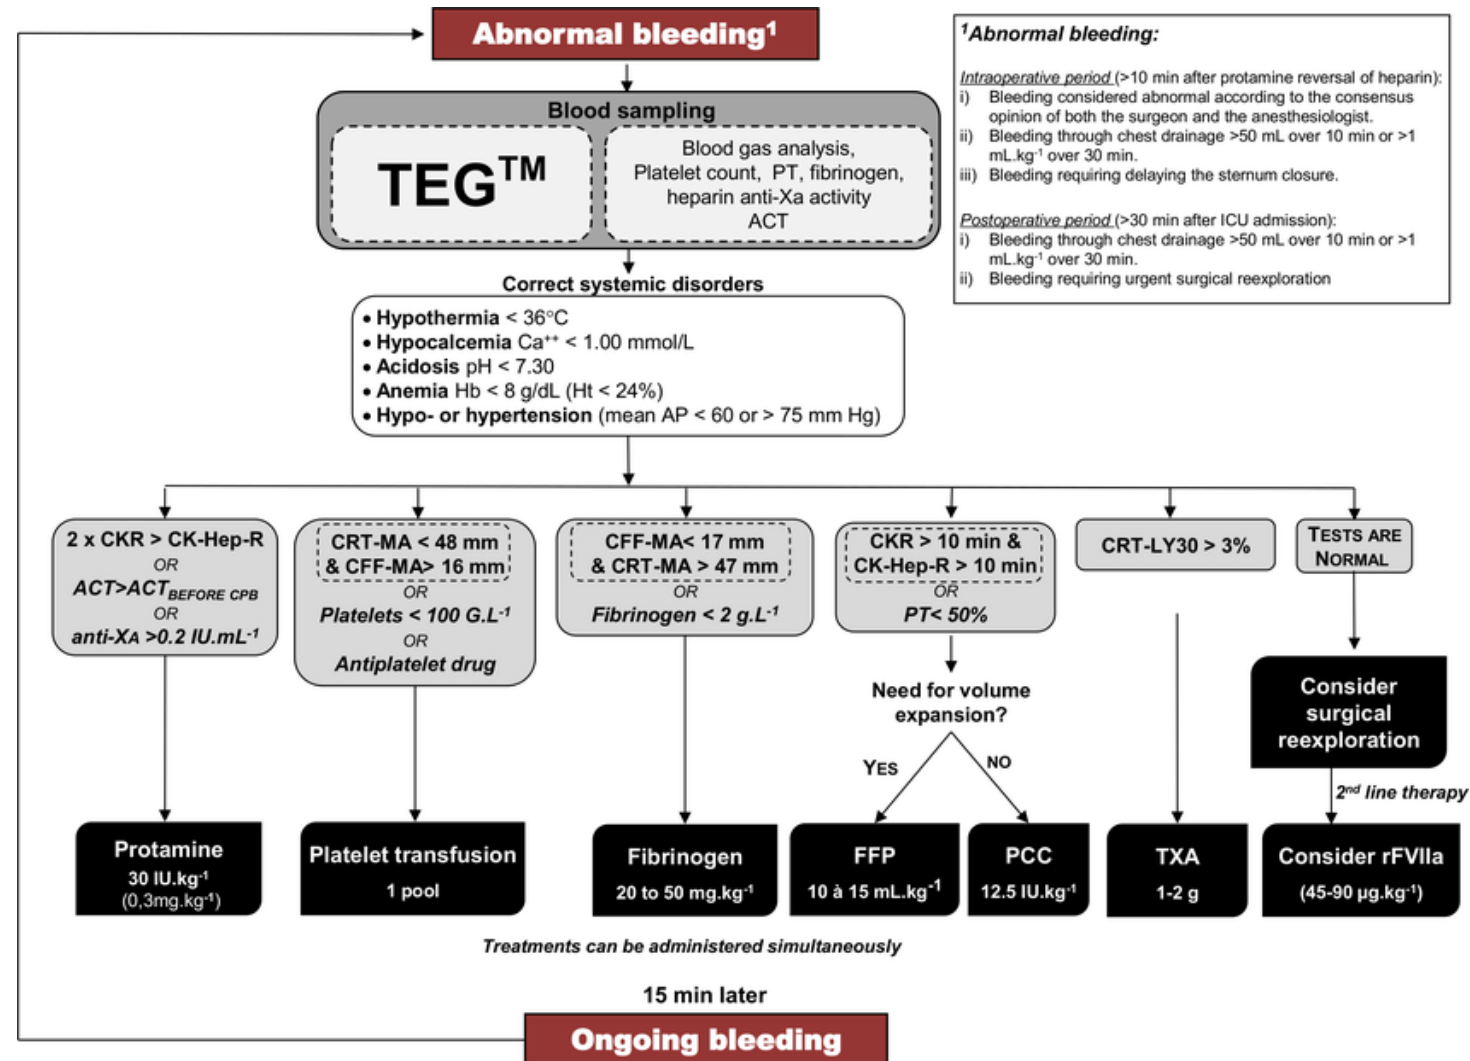 Abnormal bleeding¹
Blood sampling
TEG™
Blood gas analysis,
Platelet count, PT, fibrinogen,
heparin anti-Xa activity
ACT
¹Abnormal bleeding:
Intraoperative period (>10 min after protamine reversal of heparin):
i) Bleeding considered abnormal according to the consensus
opinion of both the surgeon and the anesthesiologist.
ii) Bleeding through chest drainage >50 mL over 10 min or >1
mL.kg⁻¹ over 30 min.
iii) Bleeding requiring delaying the sternum closure.
Postoperative period (>30 min after ICU admission):
i) Bleeding through chest drainage >50 mL over 10 min or >1
mL.kg⁻¹ over 30 min.
ii) Bleeding requiring urgent surgical reexploration
Correct systemic disorders
• Hypothermia < 36°C
• Hypocalcemia Ca⁺⁺ < 1.00 mmol/L
• Acidosis pH < 7.30
• Anemia Hb < 8 g/dL (Ht < 24%)
• Hypo- or hypertension (mean AP < 60 or > 75 mm Hg)
2 x CKR > CK-Hep-R
OR
ACT>ACT BEFORE CPB
OR
anti-XA >0.2 IU.mL⁻¹
CRT-MA < 48 mm
& CFF-MA> 16 mm
OR
Platelets < 100 G.L⁻¹
OR
Antiplatelet drug
CFF-MA< 17 mm
& CRT-MA > 47 mm
OR
Fibrinogen < 2 g.L⁻¹
CKR > 10 min &
CK-Hep-R > 10 min
OR
PT< 50%
CRT-LY30 > 3%
TESTS ARE
NORMAL
Need for volume
expansion?
YES
NO
Consider
surgical
reexploration
2nd line therapy
Protamine
30 IU.kg⁻¹
(0,3mg.kg⁻¹)
Platelet transfusion
1 pool
Fibrinogen
20 to 50 mg.kg⁻¹
FFP
10 à 15 mL.kg⁻¹
PCC
12.5 IU.kg⁻¹
TXA
1-2 g
Consider rFVIIa
(45-90 µg.kg⁻¹)
Treatments can be administered simultaneously
15 min later
Ongoing bleeding